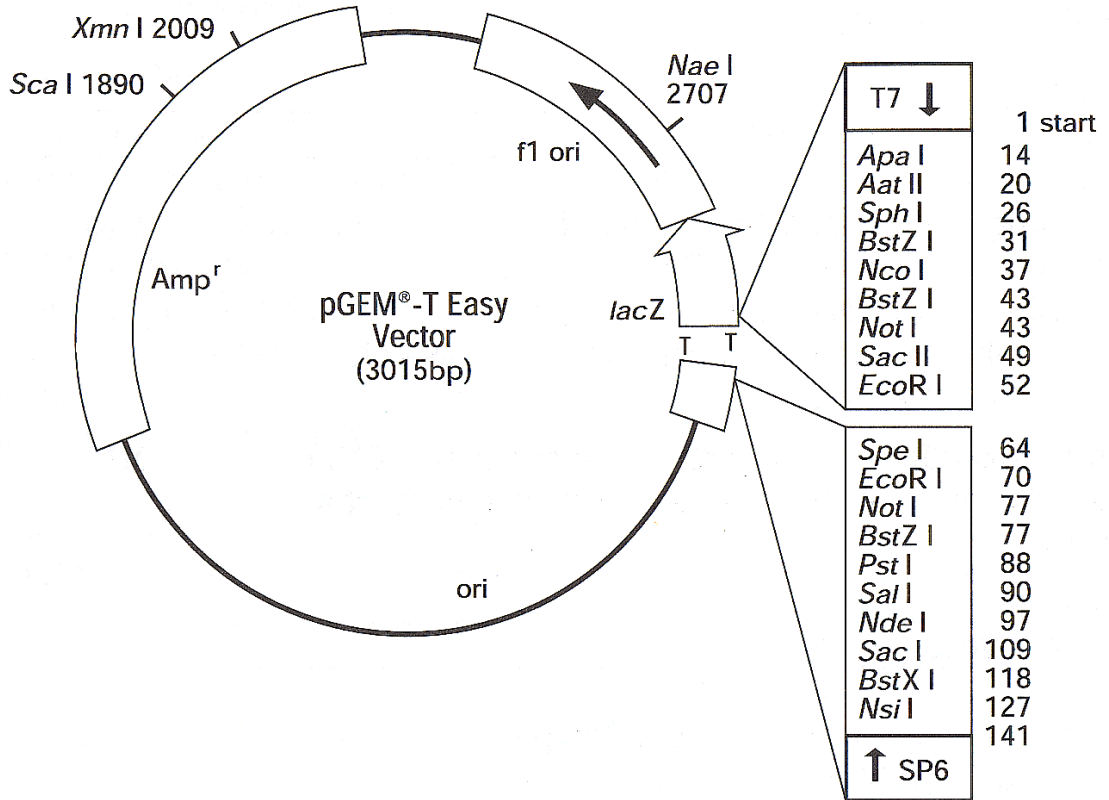 Xmn I 2009
Sca I 1890
Nae I
2707
f1 ori
Amp^r
pGEM®-T Easy
Vector
(3015bp)
lacZ
T T
ori
T7 ↓
1 start
Apa I 14
Aat II 20
Sph I 26
BstZ I 31
Nco I 37
BstZ I 43
Not I 43
Sac II 49
EcoR I 52
Spe I 64
EcoR I 70
Not I 77
BstZ I 77
Pst I 88
Sal I 90
Nde I 97
Sac I 109
BstX I 118
Nsi I 127
141
↑ SP6